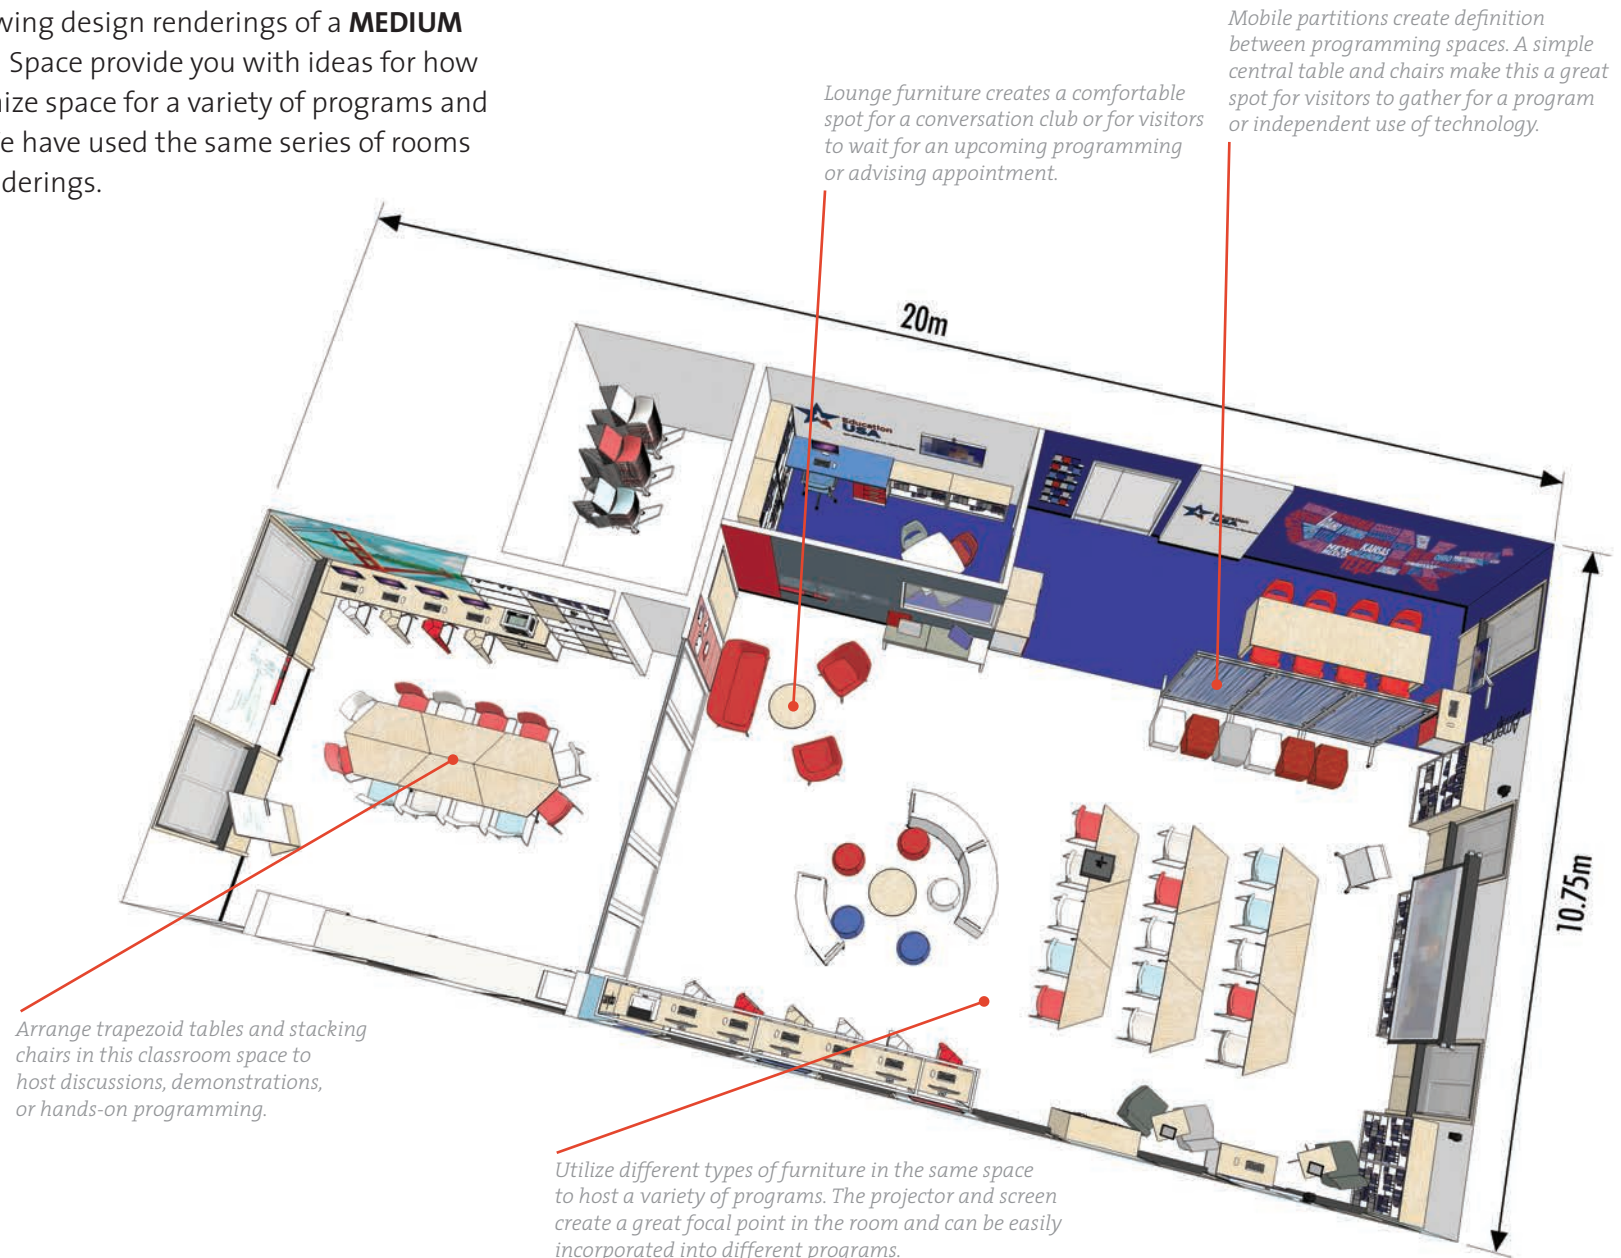 wing design renderings of a MEDIUM
Space provide you with ideas for how
ize space for a variety of programs and
e have used the same series of rooms
derings.
Mobile partitions create definition
between programming spaces. A simple
central table and chairs make this a great
spot for visitors to gather for a program
or independent use of technology.
Lounge furniture creates a comfortable
spot for a conversation club or for visitors
to wait for an upcoming programming
or advising appointment.
20m
Education
USA
Education
USA
KANSAS
TEXAS
10.75m
Arrange trapezoid tables and stacking
chairs in this classroom space to
host discussions, demonstrations,
or hands-on programming.
Utilize different types of furniture in the same space
to host a variety of programs. The projector and screen
create a great focal point in the room and can be easily
incorporated into different programs.